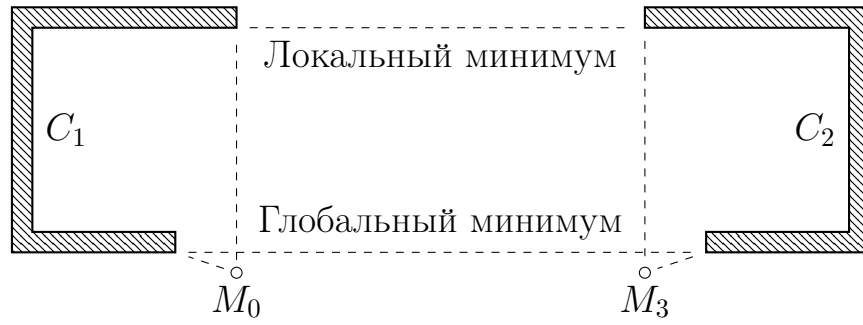 Локальный минимум
C₁
C₂
Глобальный минимум
M₀
M₃